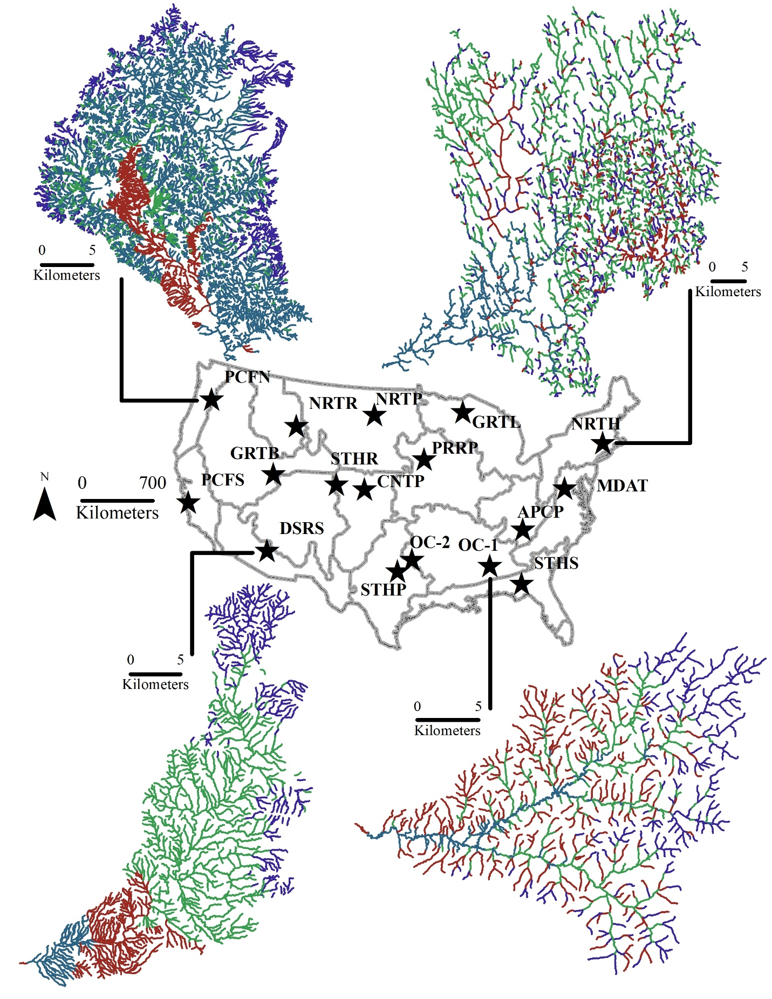 0 5
Kilometers
0 5
Kilometers
PCFN
NRTR
NRTP
GRTL
NRTH
GRTB
STHR
PRRP
PCFS
CNTP
MDAT
N
0 700
Kilometers
APCP
DSRS
OC-2
OC-1
STHS
STHP
0 5
Kilometers
0 5
Kilometers